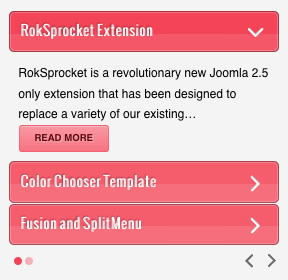 RokSprocket Extension
RokSprocket is a revolutionary new Joomla 2.5
only extension that has been designed to
replace a variety of our existing…
READ MORE
Color Chooser Template
Fusion and SplitMenu